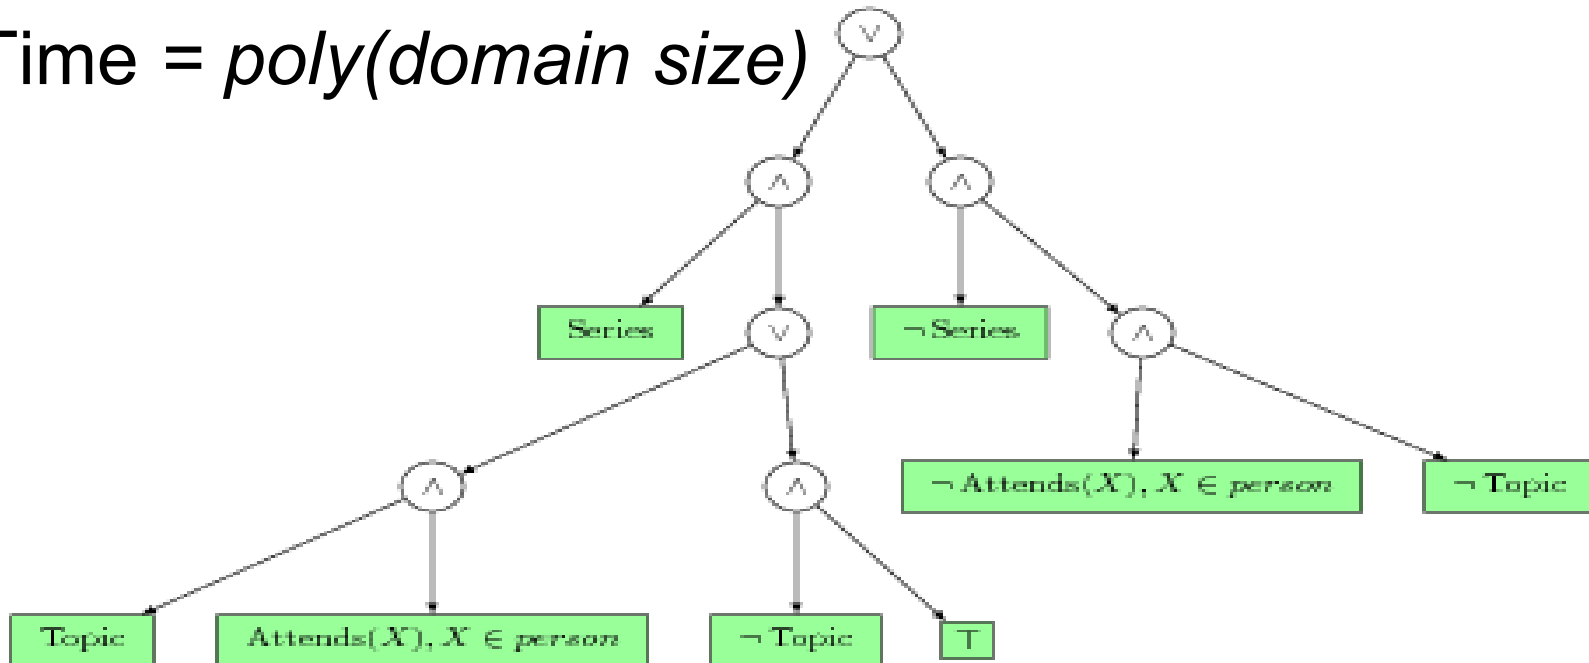 Time = poly(domain size)
∨
∧ ∧
Series ∨ ¬ Series ∧
∧ ∧ ¬ Attends(X), X ∈ person ¬ Topic
Topic Attends(X), X ∈ person ¬ Topic ⊤